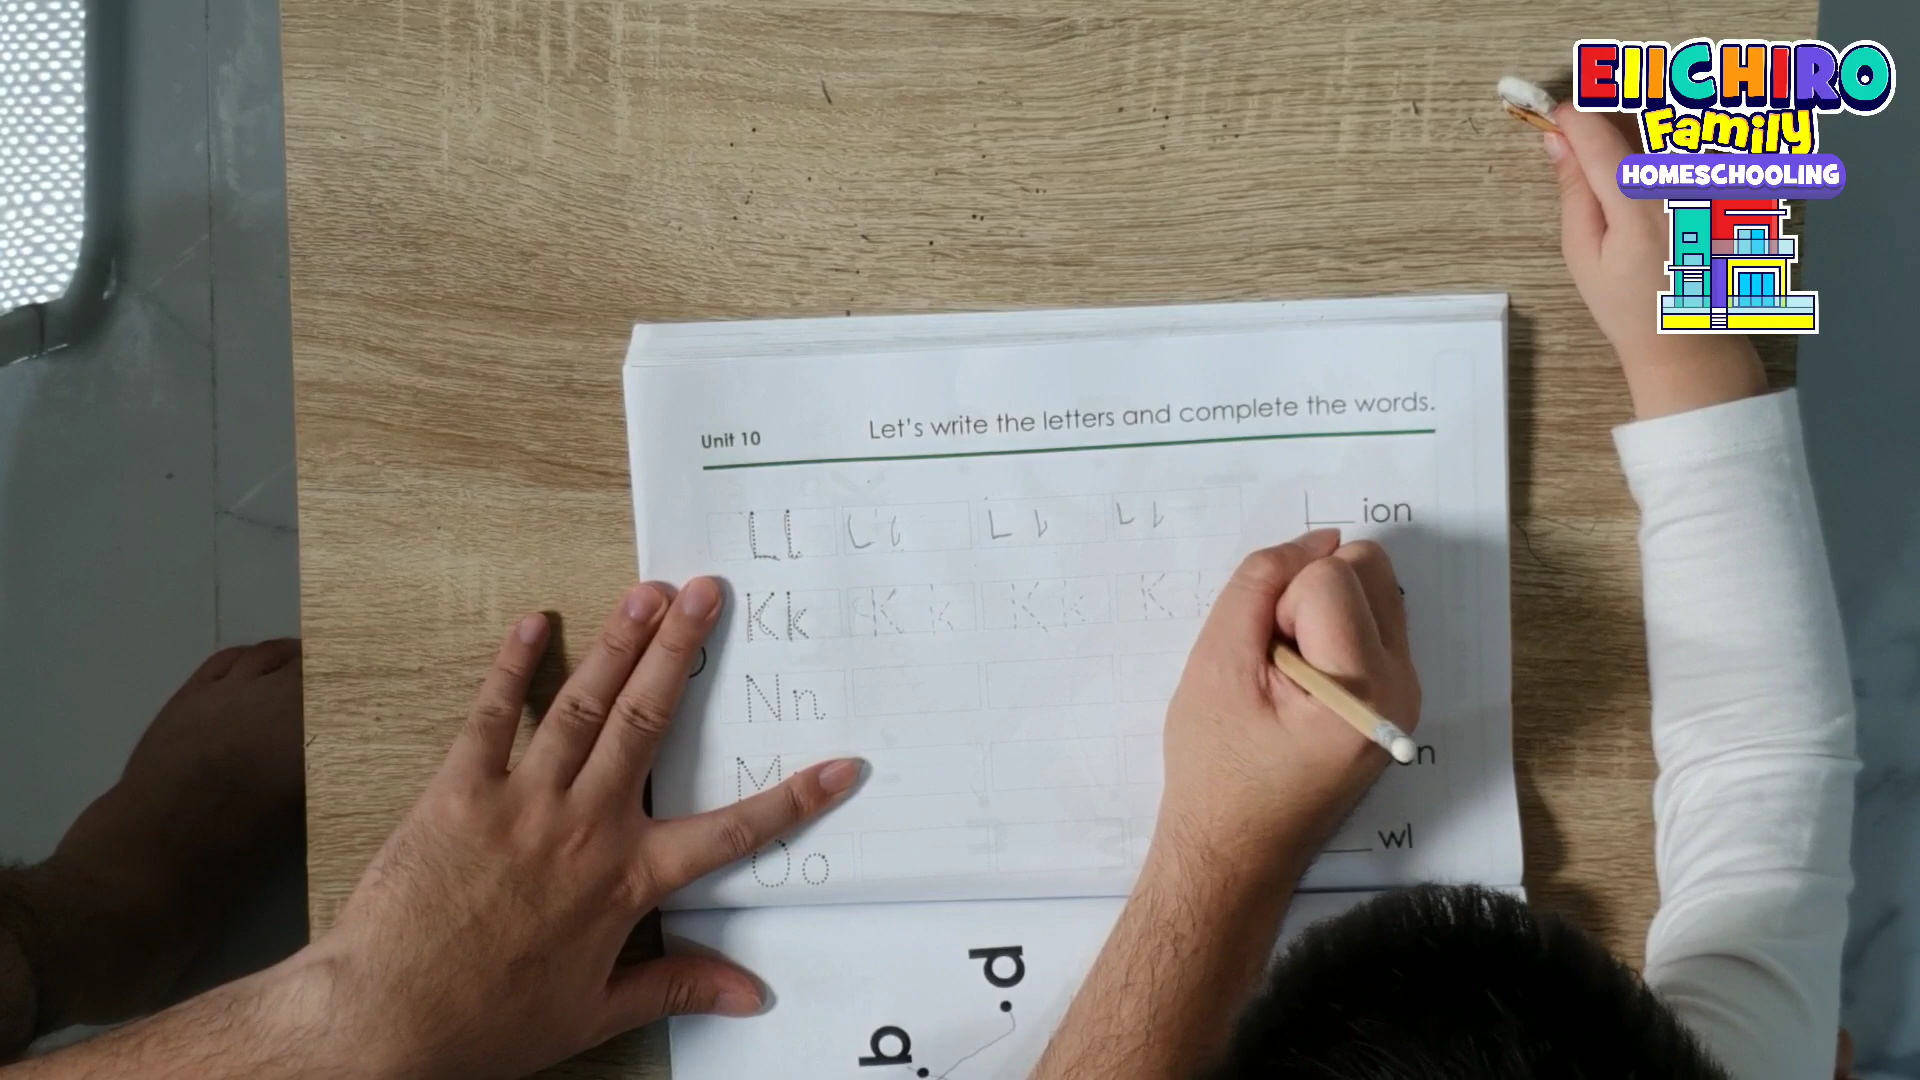 EIICHIRO
Family
HOMESCHOOLING
Unit 10
Let's write the letters and complete the words.
Ll L l L l L l L ion
Kk K k K k K k
Nn
M
Oo ___ wl
d
b